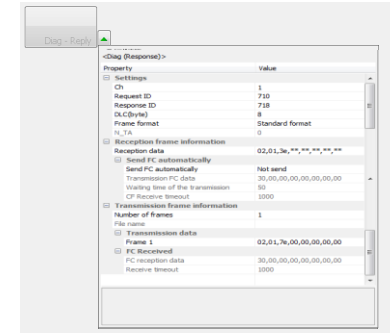 Diag - Reply
<Diag (Response)>
Property Value
Settings
Ch 1
Request ID 710
Response ID 718
DLC(byte) 8
Frame format Standard format
N_TA 0
Reception frame information
Reception data 02,01,3e,**,**,**,**,**
Send FC automatically
Send FC automatically Not send
Transmission FC data 30,00,00,00,00,00,00,00
Waiting time of the transmission 50
CF Receive timeout 1000
Transmission frame information
Number of frames 1
File name
Transmission data
Frame 1 02,01,7e,00,00,00,00,00
FC Received
FC reception data 30,00,00,00,00,00,00,00
Receive timeout 1000